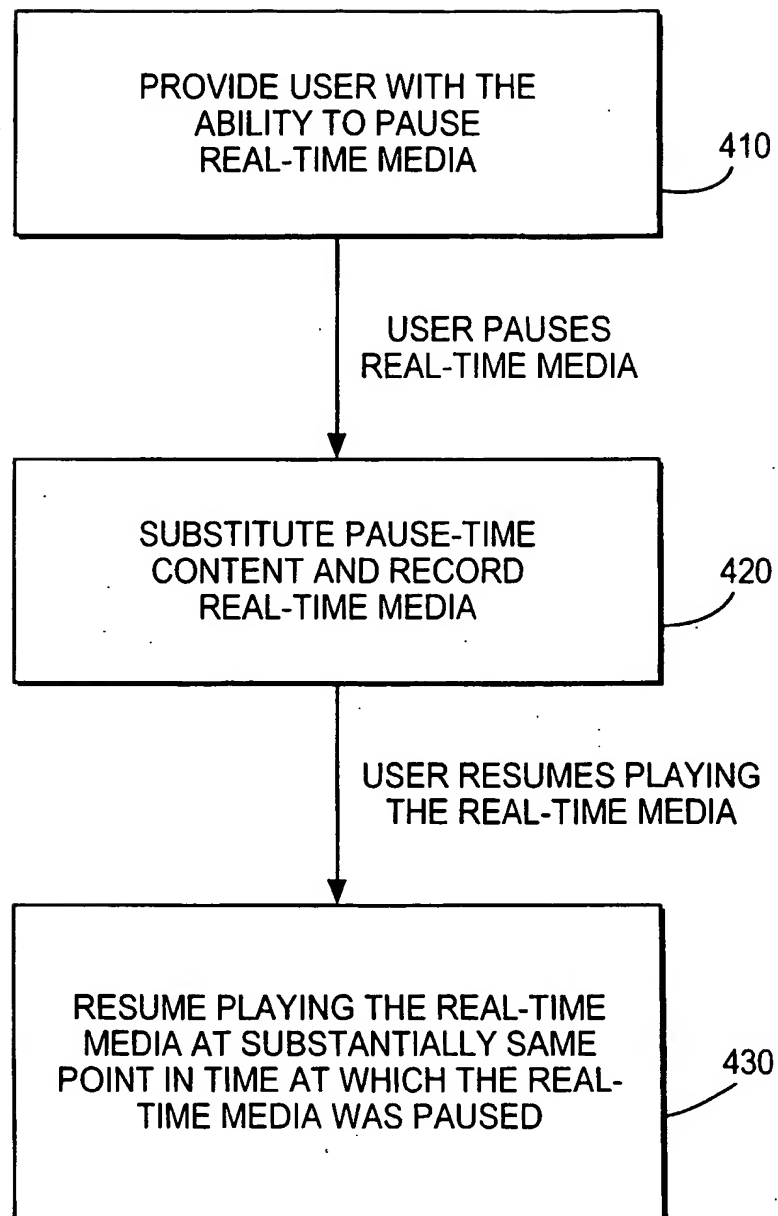 PROVIDE USER WITH THE
ABILITY TO PAUSE
REAL-TIME MEDIA
410
USER PAUSES
REAL-TIME MEDIA
SUBSTITUTE PAUSE-TIME
CONTENT AND RECORD
REAL-TIME MEDIA
420
USER RESUMES PLAYING
THE REAL-TIME MEDIA
RESUME PLAYING THE REAL-TIME
MEDIA AT SUBSTANTIALLY SAME
POINT IN TIME AT WHICH THE REAL-
TIME MEDIA WAS PAUSED
430